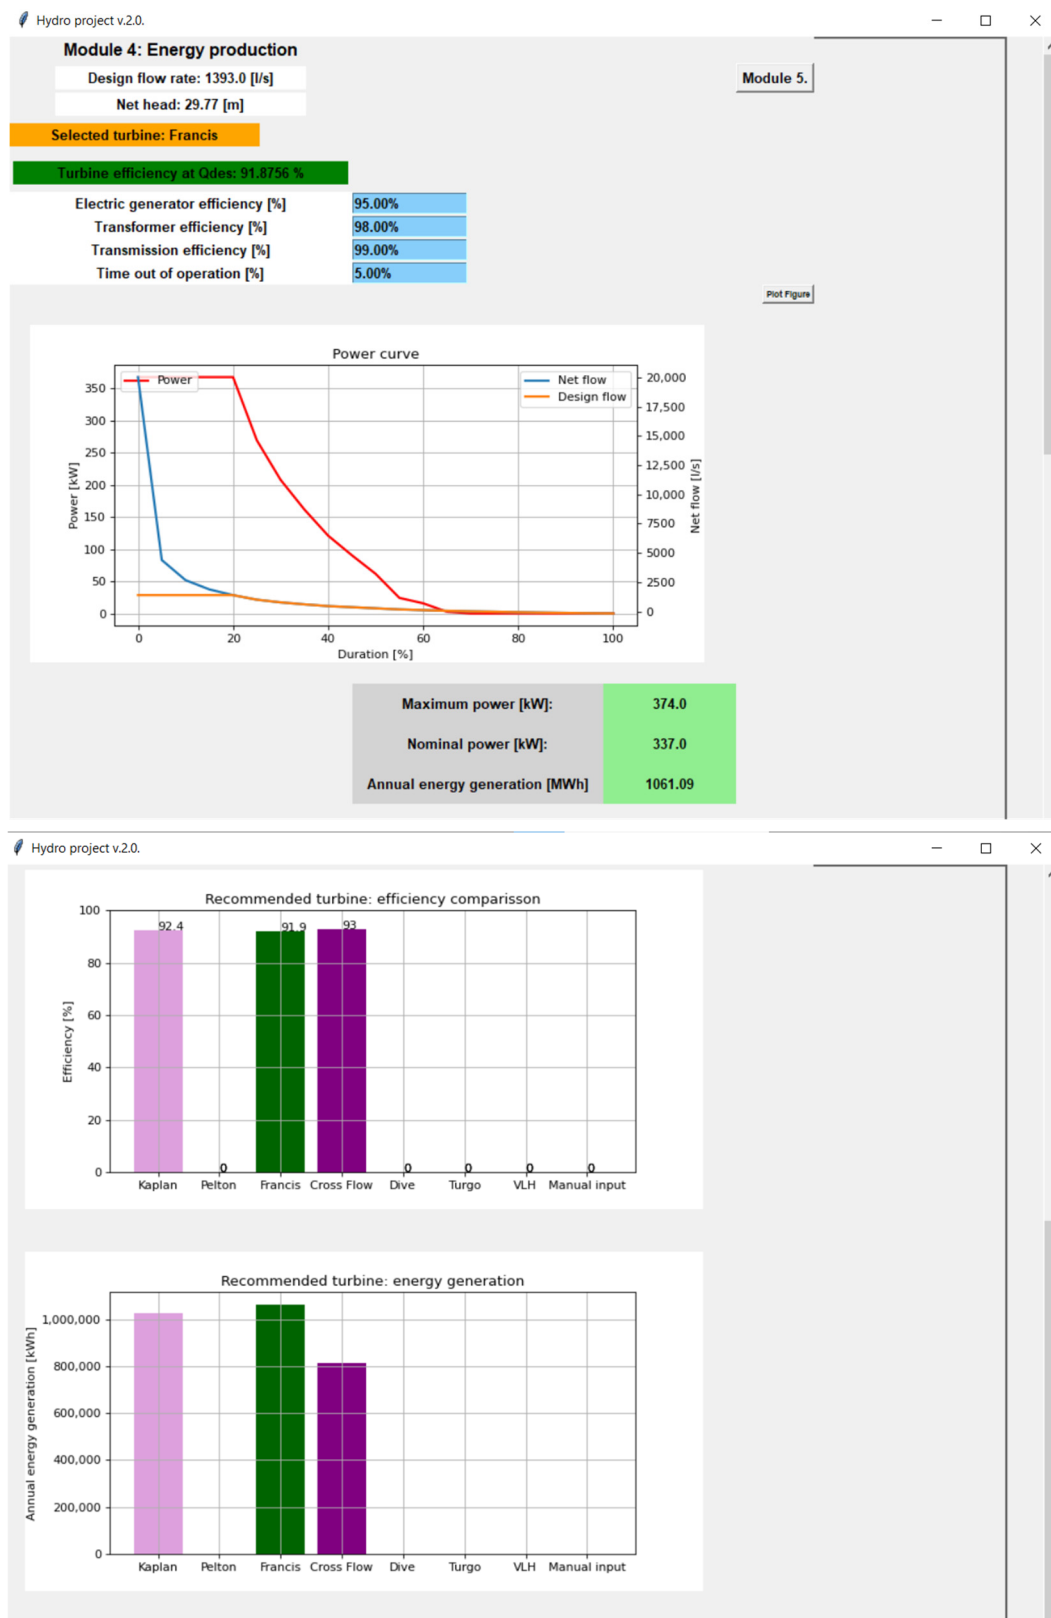 Hydro project v.2.0.
Module 4: Energy production
Design flow rate: 1393.0 [l/s]
Module 5.
Net head: 29.77 [m]
Selected turbine: Francis
Turbine efficiency at Qdes: 91.8756 %
Electric generator efficiency [%] 95.00%
Transformer efficiency [%] 98.00%
Transmission efficiency [%] 99.00%
Time out of operation [%] 5.00%
Plot Figure
Power curve
Power
Net flow
Design flow
350
300
250
200
150
100
50
0
Power [kW]
20,000
17,500
15,000
12,500
10,000
7500
5000
2500
0
Net flow [l/s]
0 20 40 60 80 100
Duration [%]
Maximum power [kW]: 374.0
Nominal power [kW]: 337.0
Annual energy generation [MWh] 1061.09
Hydro project v.2.0.
Recommended turbine: efficiency comparisson
100
80
60
40
20
0
Efficiency [%]
92.4 0 91.9 93 0 0 0 0
Kaplan Pelton Francis Cross Flow Dive Turgo VLH Manual input
Recommended turbine: energy generation
1,000,000
800,000
600,000
400,000
200,000
0
Annual energy generation [kWh]
Kaplan Pelton Francis Cross Flow Dive Turgo VLH Manual input